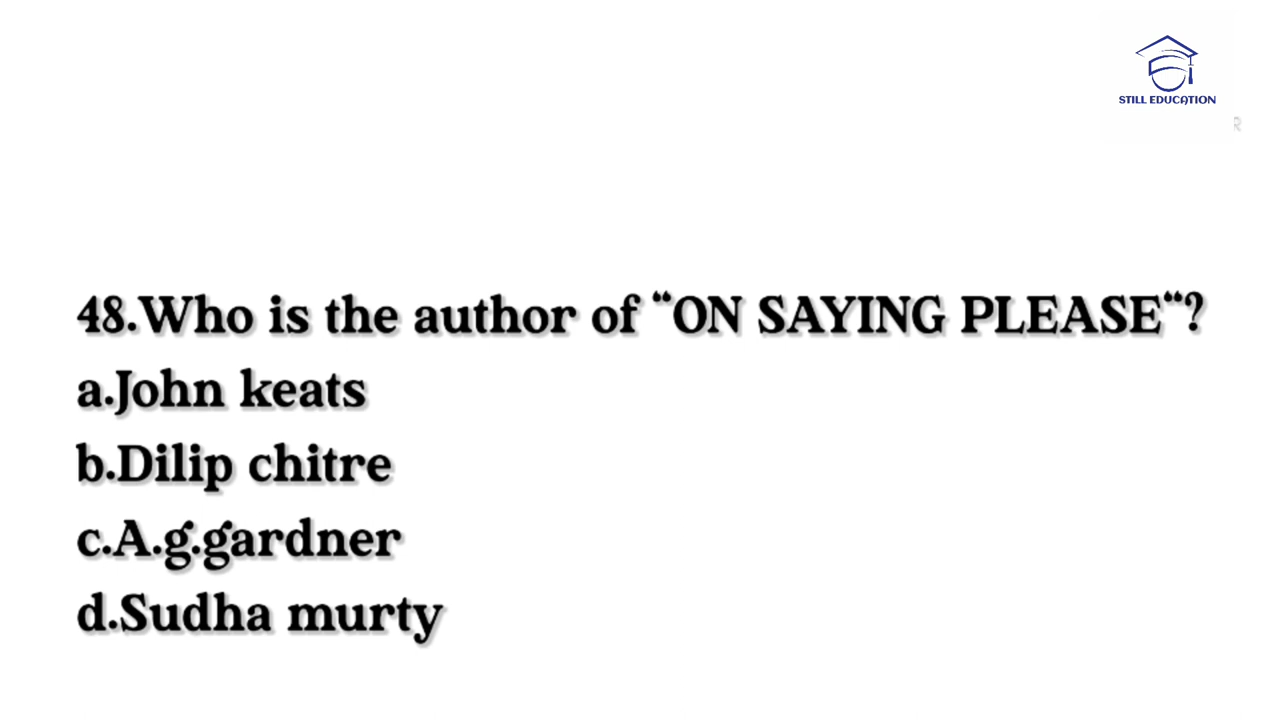 STILL EDUCATION
R
48.Who is the author of “ON SAYING PLEASE“?
a.John keats
b.Dilip chitre
c.A.g.gardner
d.Sudha murty